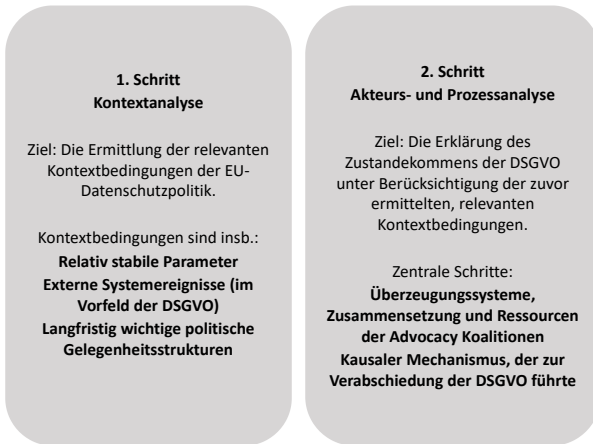 1. Schritt
Kontextanalyse
Ziel: Die Ermittlung der relevanten
Kontextbedingungen der EU-
Datenschutzpolitik.
Kontextbedingungen sind insb.:
Relativ stabile Parameter
Externe Systemereignisse (im
Vorfeld der DSGVO)
Langfristig wichtige politische
Gelegenheitsstrukturen
2. Schritt
Akteurs- und Prozessanalyse
Ziel: Die Erklärung des
Zustandekommens der DSGVO
unter Berücksichtigung der zuvor
ermittelten, relevanten
Kontextbedingungen.
Zentrale Schritte:
Überzeugungssysteme,
Zusammensetzung und Ressourcen
der Advocacy Koalitionen
Kausaler Mechanismus, der zur
Verabschiedung der DSGVO führte